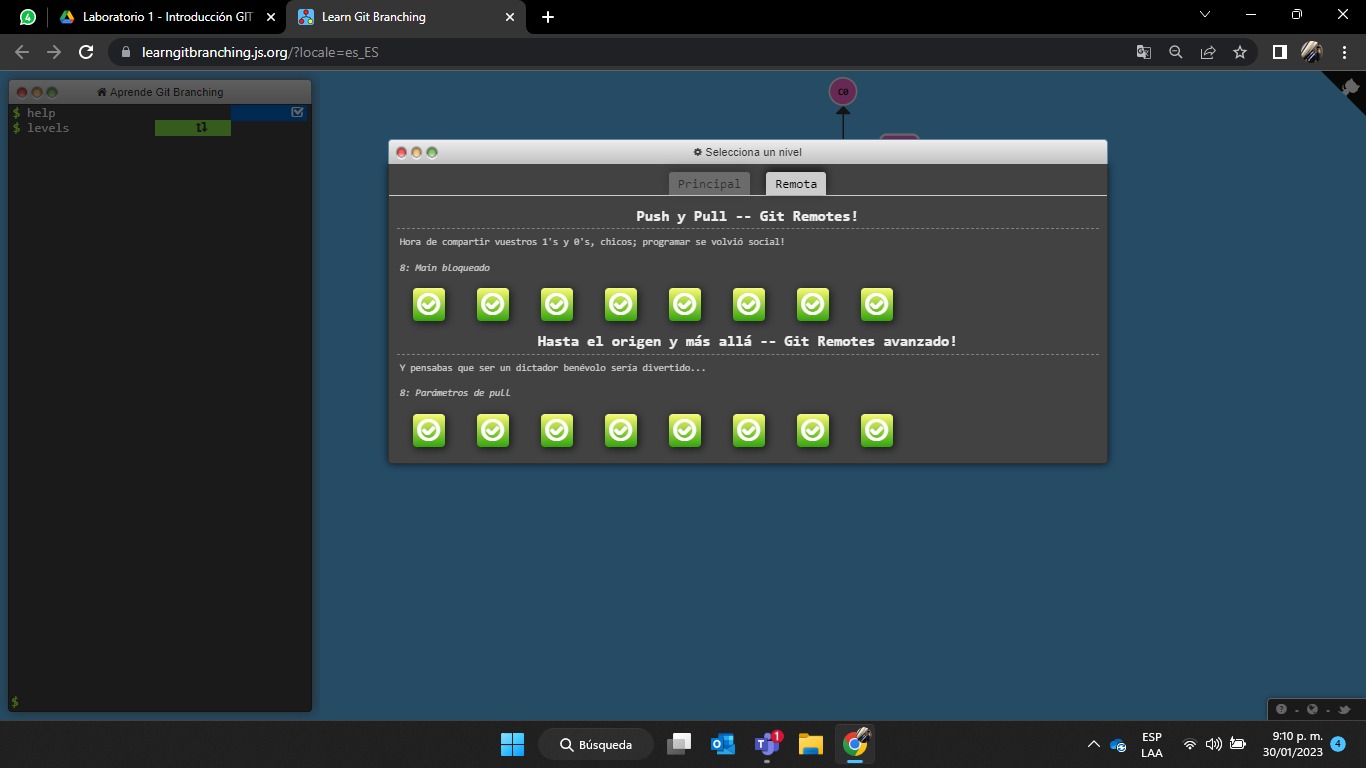 4
Laboratorio 1 - Introducción GIT
Learn Git Branching
learngitbranching.js.org/?locale=es_ES
Aprende Git Branching
$ help
$ levels
$
C0
Selecciona un nivel
Principal
Remota
Push y Pull -- Git Remotes!
Hora de compartir vuestros 1's y 0's, chicos; programar se volvió social!
8: Main bloqueado
Hasta el origen y más allá -- Git Remotes avanzado!
Y pensabas que ser un dictador benévolo sería divertido...
8: Parámetros de pull
Búsqueda
1
ESP
LAA
9:10 p. m.
30/01/2023
4